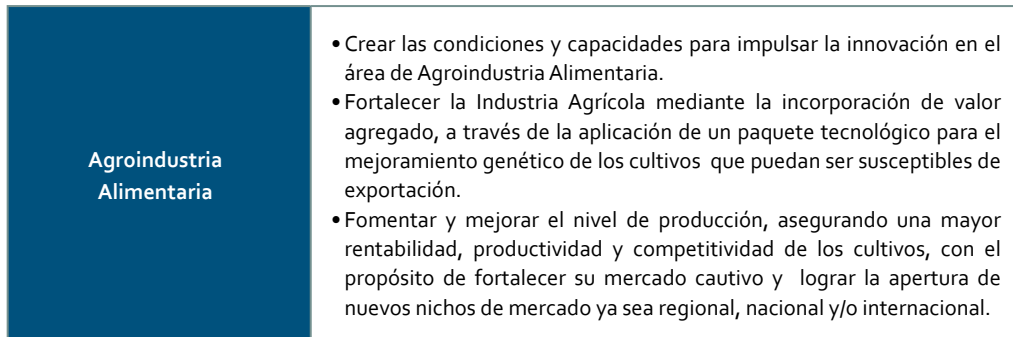 Agroindustria
Alimentaria
•Crear las condiciones y capacidades para impulsar la innovación en el
área de Agroindustria Alimentaria.
•Fortalecer la Industria Agrícola mediante la incorporación de valor
agregado, a través de la aplicación de un paquete tecnológico para el
mejoramiento genético de los cultivos que puedan ser susceptibles de
exportación.
•Fomentar y mejorar el nivel de producción, asegurando una mayor
rentabilidad, productividad y competitividad de los cultivos, con el
propósito de fortalecer su mercado cautivo y lograr la apertura de
nuevos nichos de mercado ya sea regional, nacional y/o internacional.